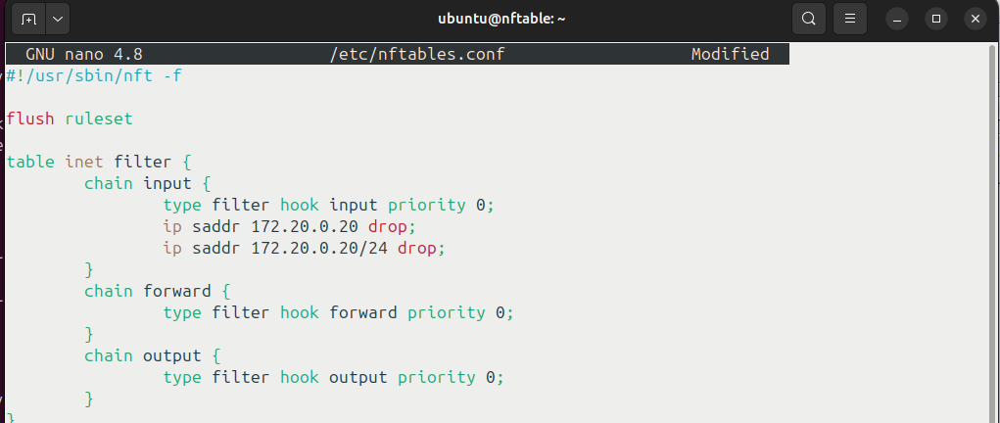 ubuntu@nftable: ~
GNU nano 4.8 /etc/nftables.conf Modified
#!/usr/sbin/nft -f
flush ruleset
table inet filter {
chain input {
type filter hook input priority 0;
ip saddr 172.20.0.20 drop;
ip saddr 172.20.0.20/24 drop;
}
chain forward {
type filter hook forward priority 0;
}
chain output {
type filter hook output priority 0;
}
}